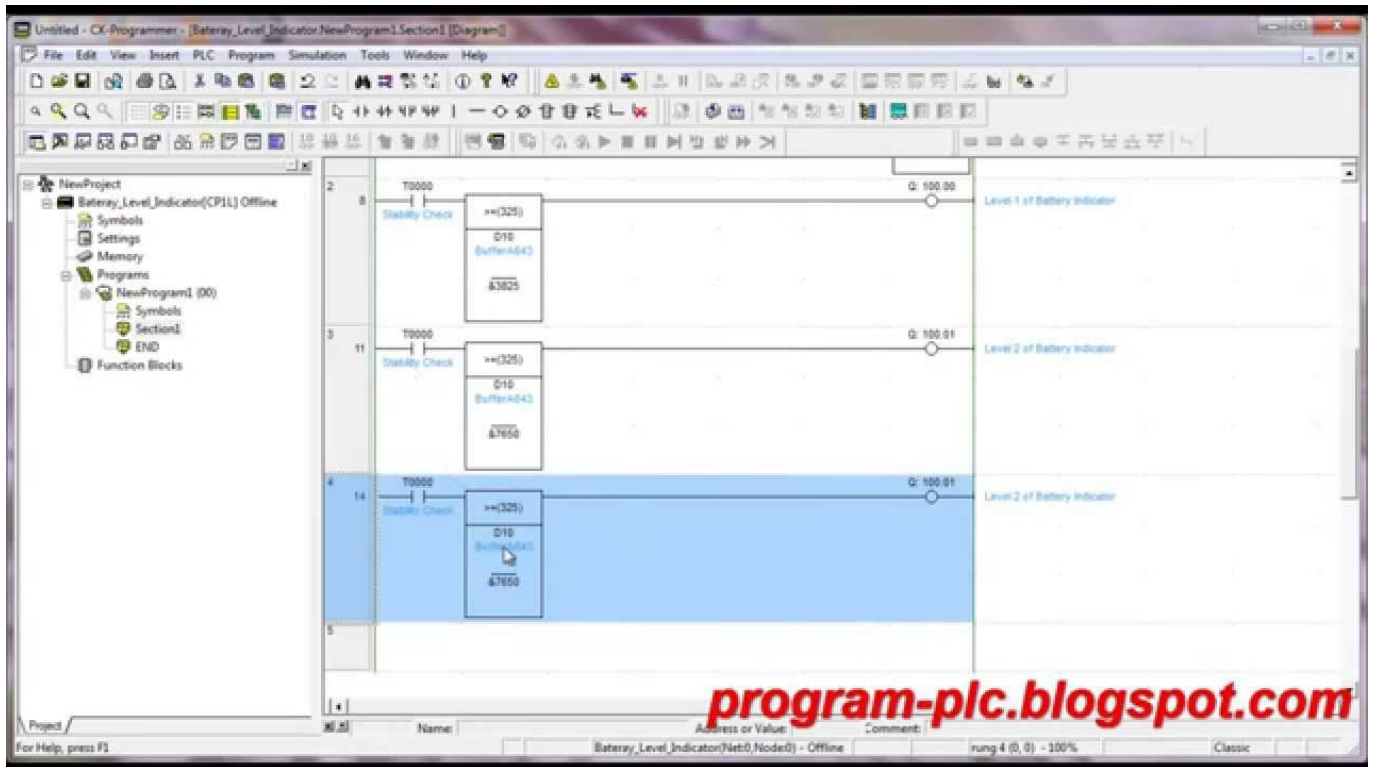 Untitled - CX-Programmer - [Bateray_Level_Indicator.NewProgram1.Section1 [Diagram]]
File Edit View Insert PLC Program Simulation Tools Window Help
NewProject
Bateray_Level_Indicator[CP1L] Offline
Symbols
Settings
Memory
Programs
NewProgram1 (00)
Symbols
Section1
END
Function Blocks
2
8
T0000
Stability Check
>=(325)
D10
BufferA643
&3825
Q: 100.00
Level 1 of Battery Indicator
3
11
T0000
Stability Check
>=(325)
D10
BufferA643
&7650
Q: 100.01
Level 2 of Battery Indicator
4
14
T0000
Stability Check
>=(325)
D10
BufferA643
&7650
Q: 100.01
Level 2 of Battery Indicator
5
program-plc.blogspot.com
Project
Name:
Address or Value:
Comment:
For Help, press F1
Bateray_Level_Indicator(Net:0,Node:0) - Offline
rung 4 (0, 0) - 100%
Classic